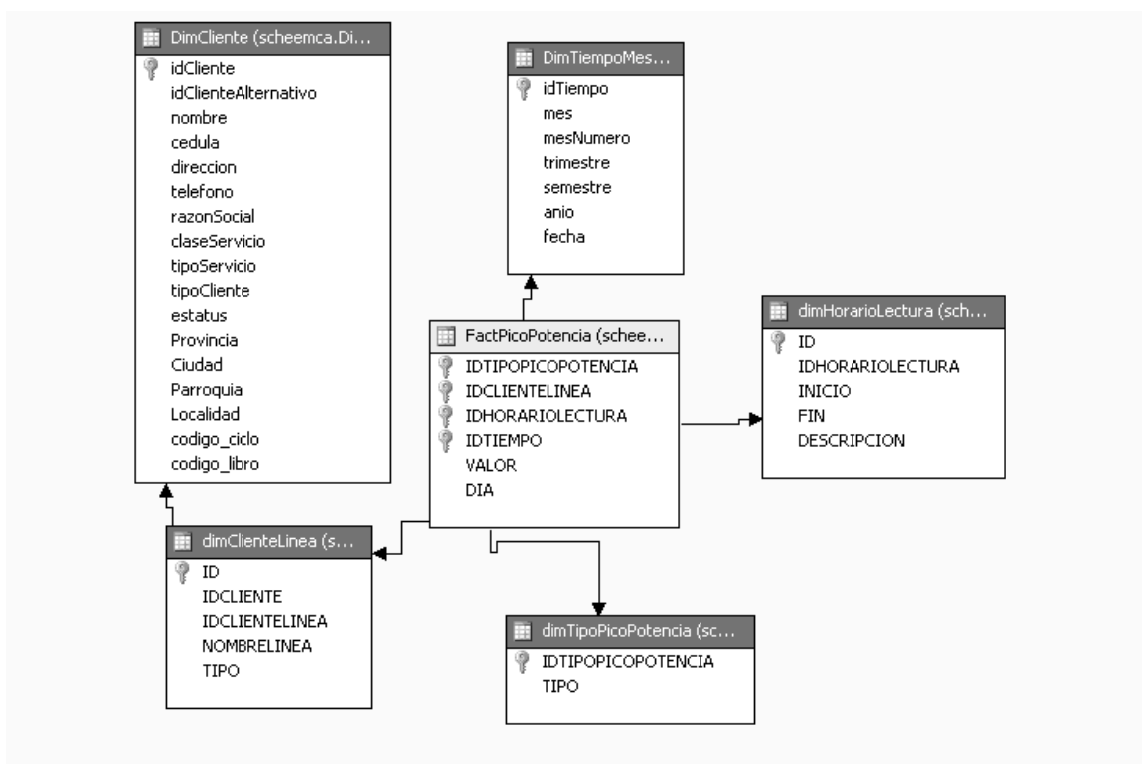 DimCliente (scheemca.Di...
idCliente
idClienteAlternativo
nombre
cedula
direccion
telefono
razonSocial
claseServicio
tipoServicio
tipoCliente
estatus
Provincia
Ciudad
Parroquia
Localidad
codigo_ciclo
codigo_libro
DimTiempoMes...
idTiempo
mes
mesNumero
trimestre
semestre
anio
fecha
FactPicoPotencia (schee...
IDTIPOPICOPOTENCIA
IDCLIENTELINEA
IDHORARIOLECTURA
IDTIEMPO
VALOR
DIA
dimHorarioLectura (sch...
ID
IDHORARIOLECTURA
INICIO
FIN
DESCRIPCION
dimClienteLinea (s...
ID
IDCLIENTE
IDCLIENTELINEA
NOMBRELINEA
TIPO
dimTipoPicoPotencia (sc...
IDTIPOPICOPOTENCIA
TIPO